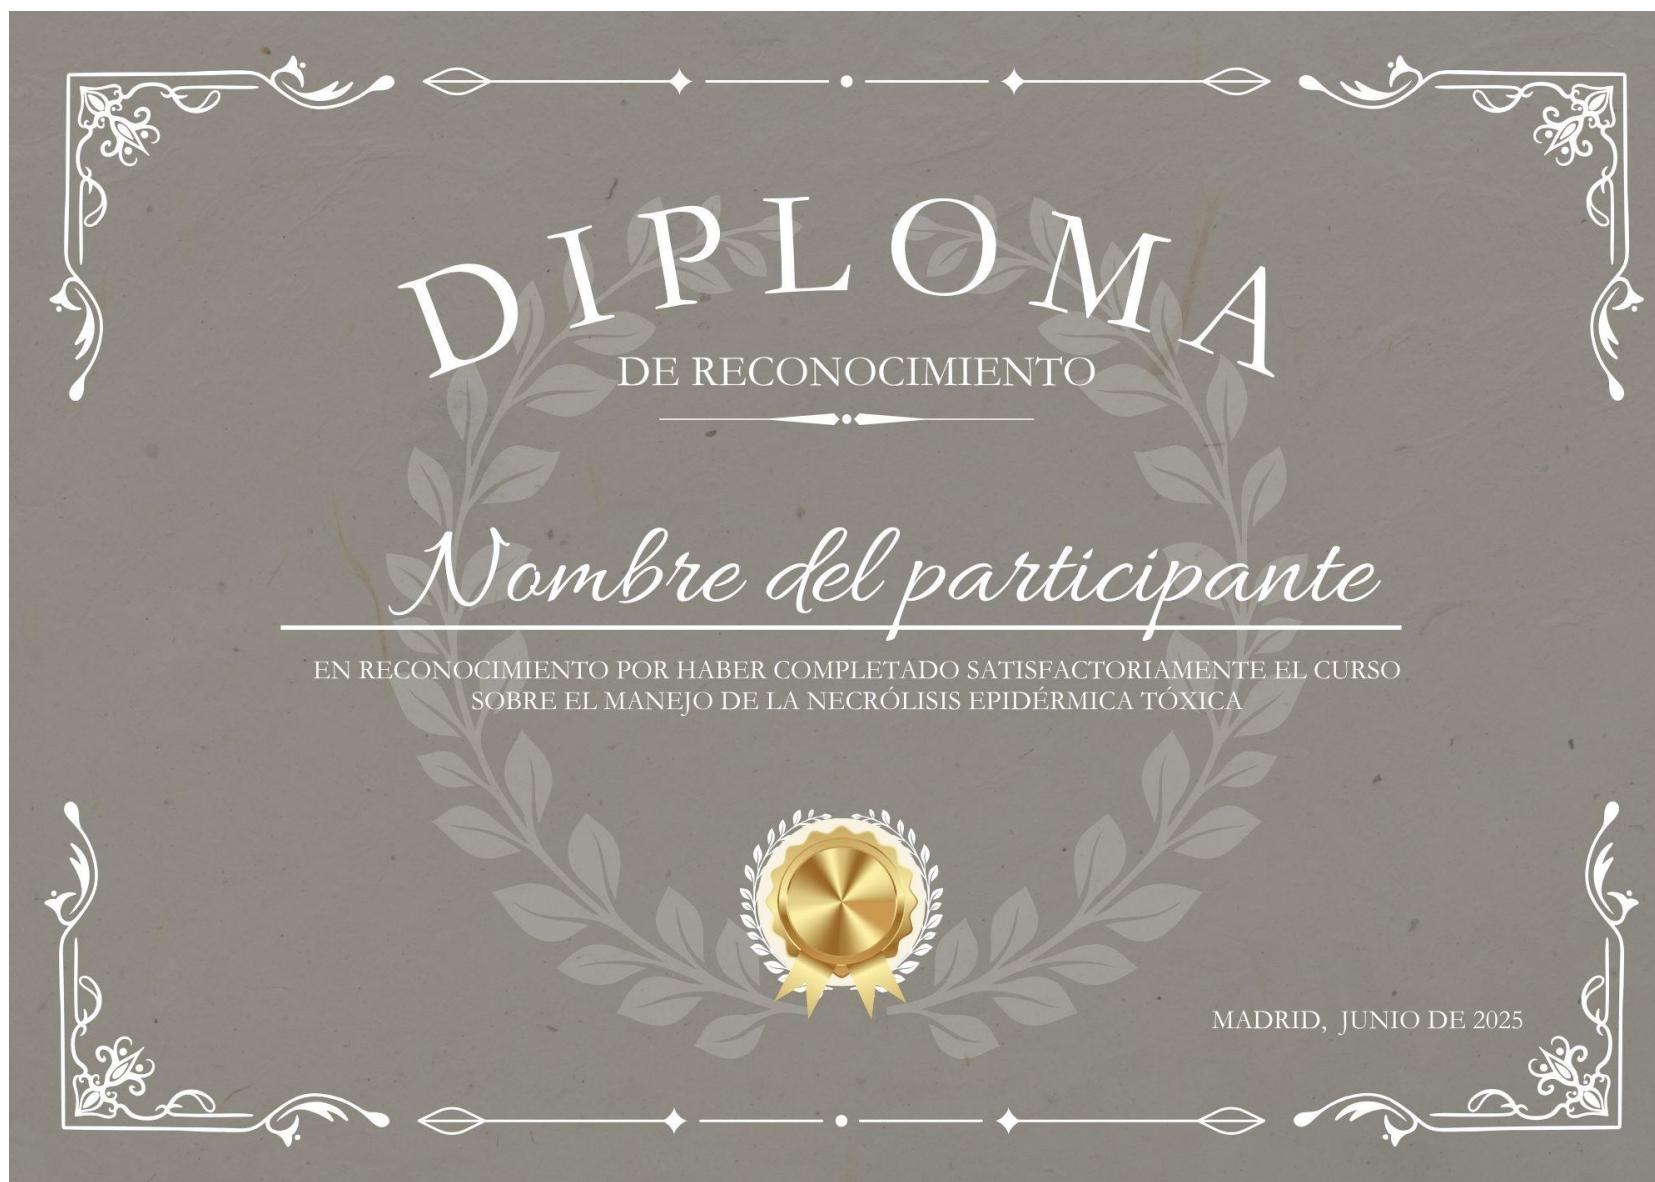 DIPLOMA
DE RECONOCIMIENTO
Nombre del participante
EN RECONOCIMIENTO POR HABER COMPLETADO SATISFACTORIAMENTE EL CURSO
SOBRE EL MANEJO DE LA NECRÓLISIS EPIDÉRMICA TÓXICA
MADRID, JUNIO DE 2025